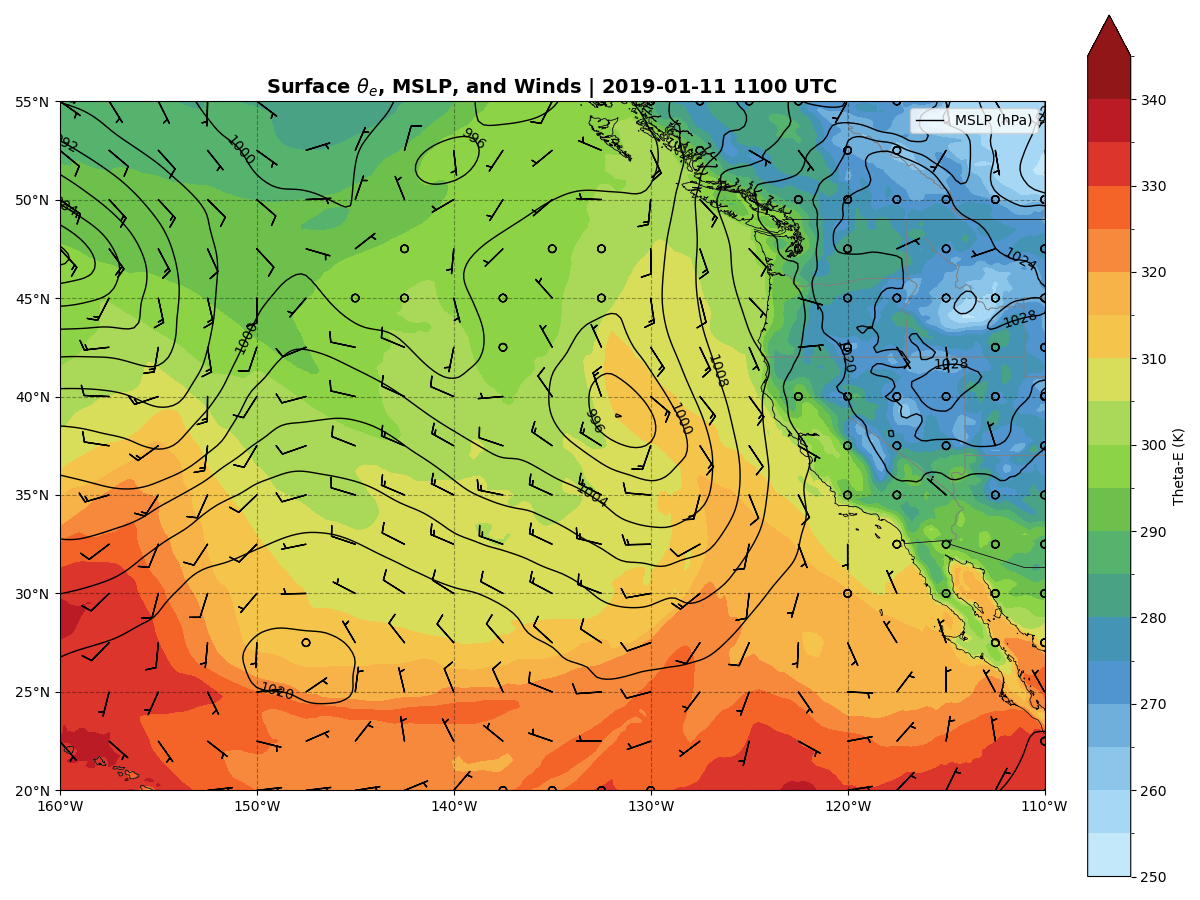 Surface θe, MSLP, and Winds | 2019-01-11 1100 UTC
MSLP (hPa)
55°N
50°N
45°N
40°N
35°N
30°N
25°N
20°N
160°W
150°W
140°W
130°W
120°W
110°W
992
984
1000
996
1000
1008
1000
996
1004
1020
1020
1024
1028
1028
340
330
320
310
300
290
280
270
260
250
Theta-E (K)